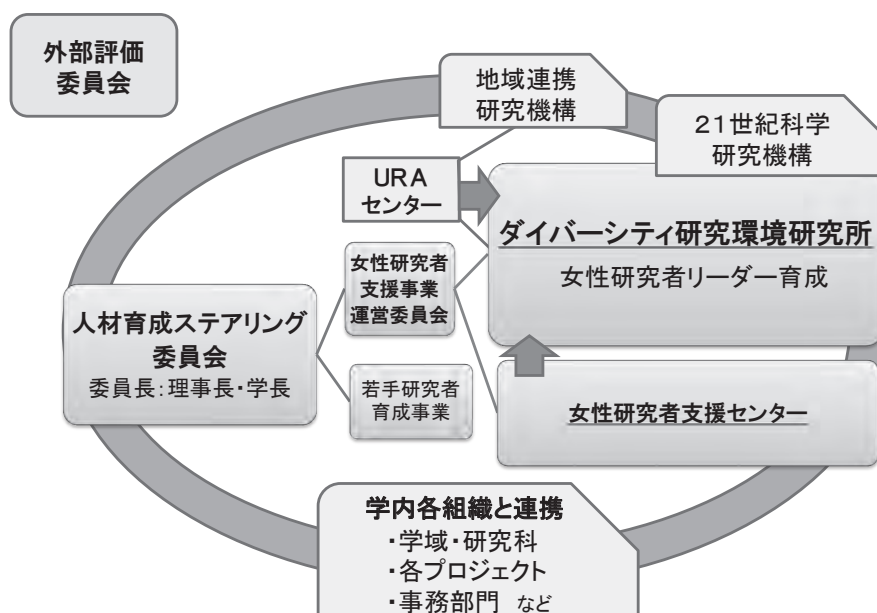 外部評価
委員会
地域連携
研究機構
21世紀科学
研究機構
URA
センター
ダイバーシティ研究環境研究所
女性研究者リーダー育成
女性研究者
支援事業
運営委員会
人材育成ステアリング
委員会
委員長:理事長・学長
若手研究者
育成事業
女性研究者支援センター
学内各組織と連携
・学域・研究科
・各プロジェクト
・事務部門 など